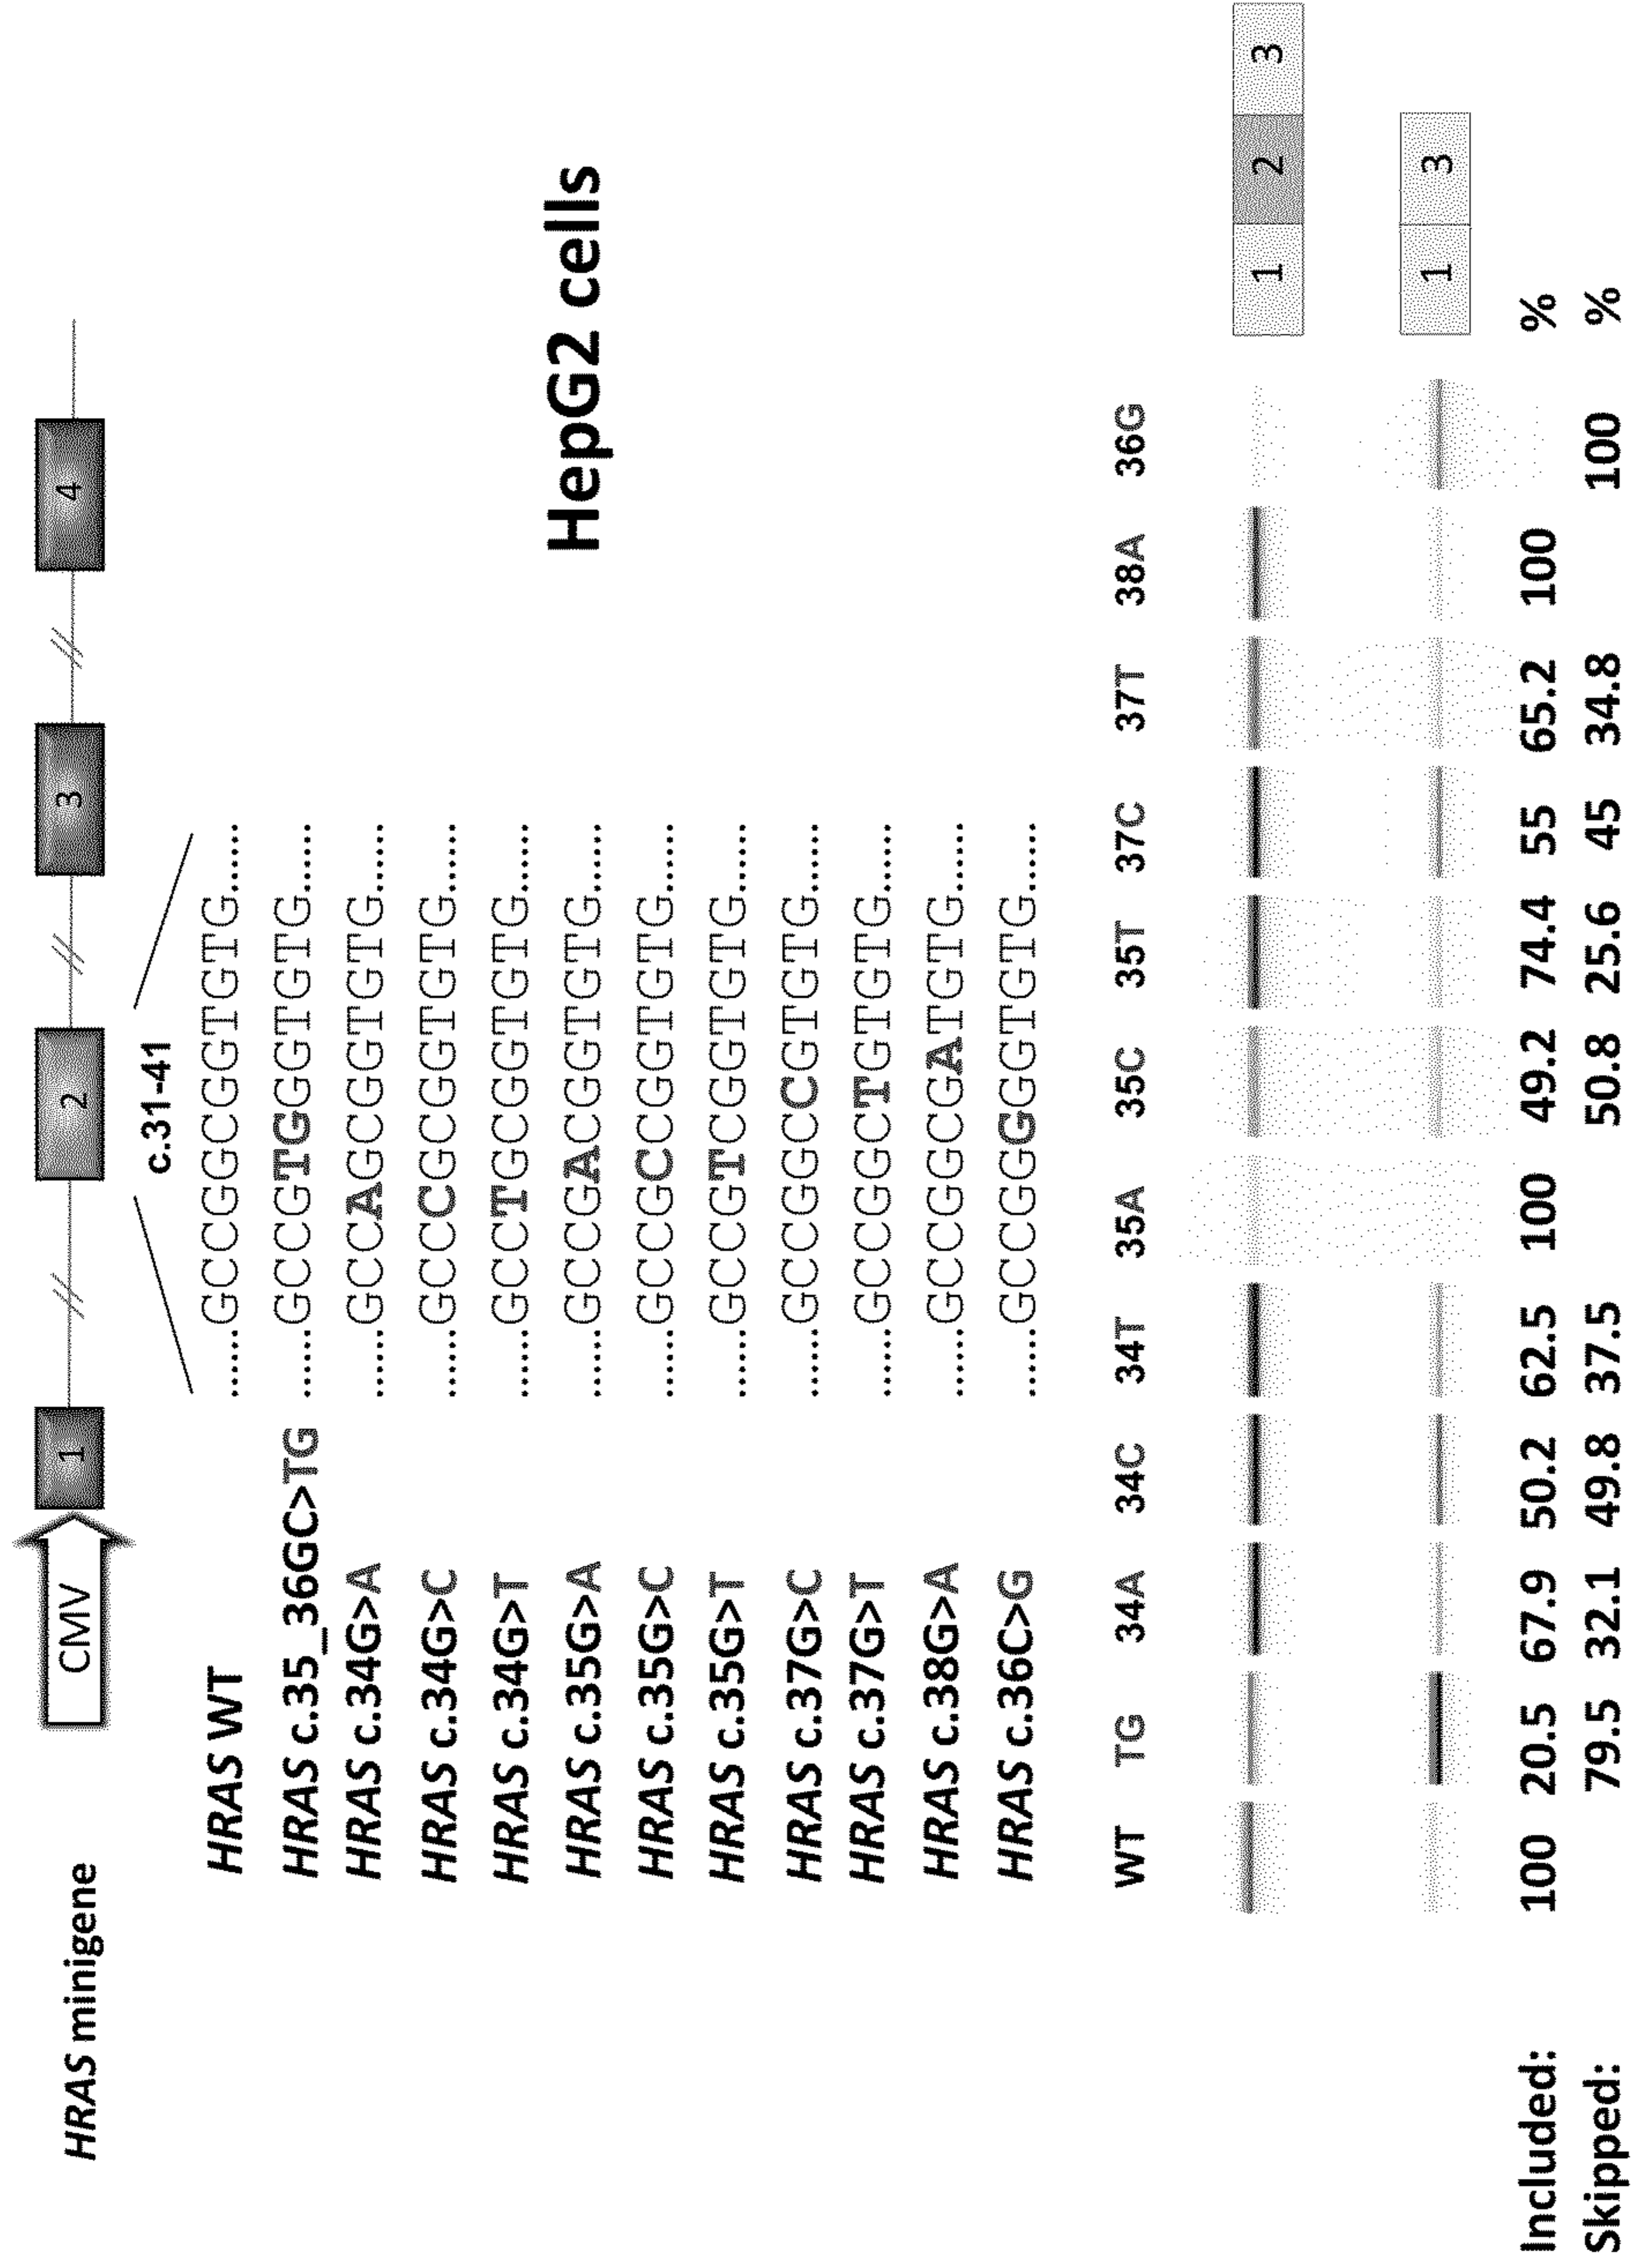 HRAS minigene CMV 1 2 3 4
c.31-41
HRAS WT ......GCCGGCGGTGTG......
HRAS c.35_36GC>TG ......GCCGTGGGTGTG......
HRAS c.34G>A ......GCCAGCGGTGTG......
HRAS c.34G>C ......GCCCGCGGTGTG......
HRAS c.34G>T ......GCCTGCGGTGTG......
HRAS c.35G>A ......GCCGACGGTGTG......
HRAS c.35G>C ......GCCGCCGGTGTG......
HRAS c.35G>T ......GCCGTCGGTGTG......
HRAS c.37G>C ......GCCGGCCGTGTG......
HRAS c.37G>T ......GCCGGCTGTGTG......
HRAS c.38G>A ......GCCGGCGATGTG......
HRAS c.36C>G ......GCCGGGGGTGTG......
HepG2 cells
WT TG 34A 34C 34T 35A 35C 35T 37C 37T 38A 36G
1 2 3
1 3
Included: 100 20.5 67.9 50.2 62.5 100 49.2 74.4 55 65.2 100 %
Skipped: 79.5 32.1 49.8 37.5 50.8 25.6 45 34.8 100 %